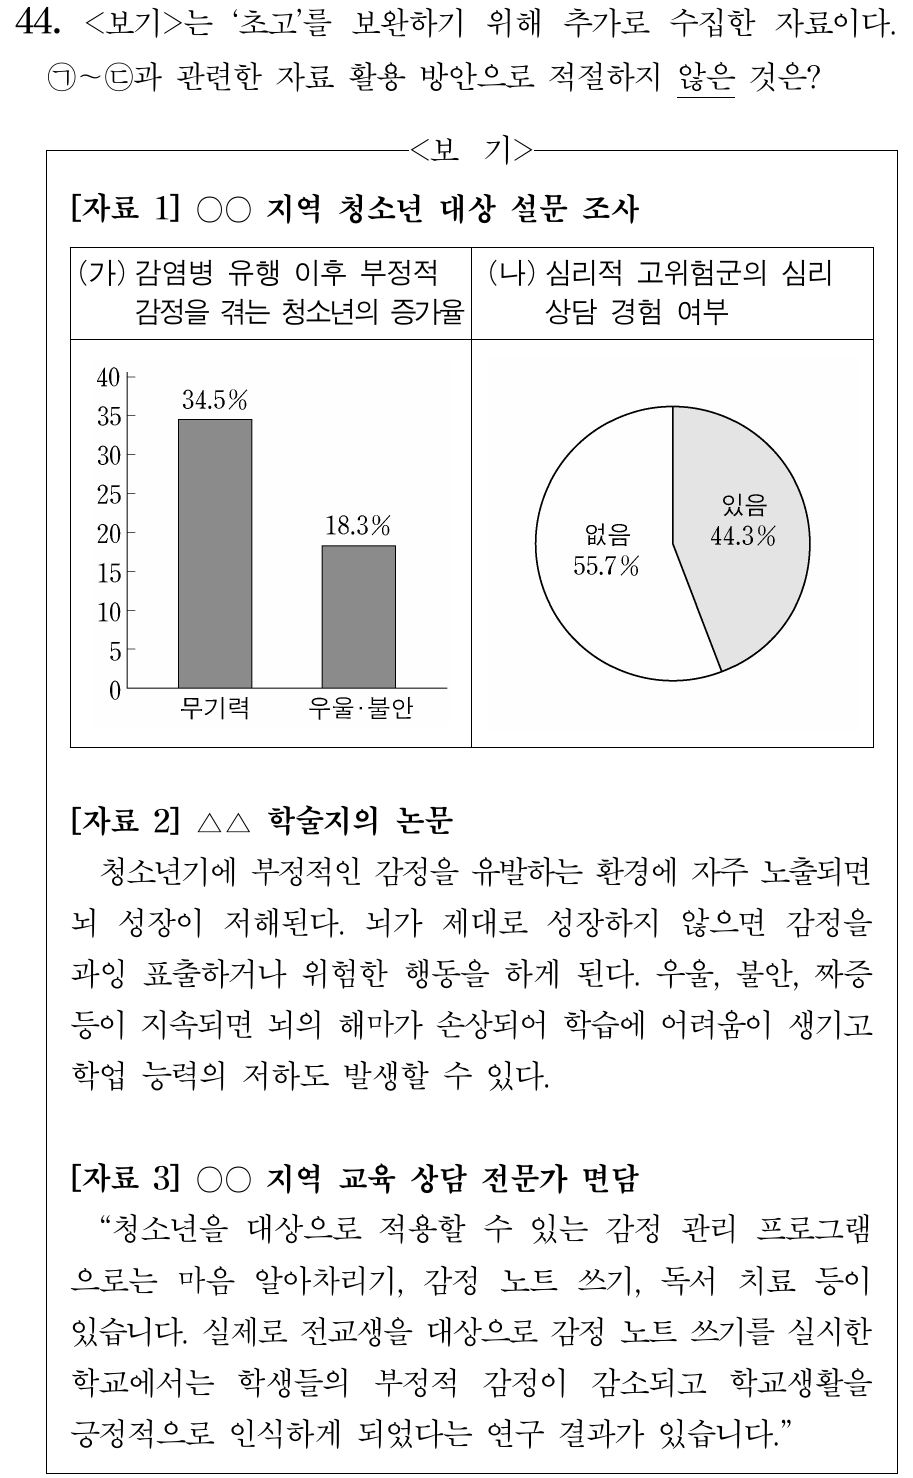 44. <보기>는 ‘초고’를 보완하기 위해 추가로 수집한 자료이다.
㉠~㉢과 관련한 자료 활용 방안으로 적절하지 않은 것은?
<보 기>
[자료 1] ○○ 지역 청소년 대상 설문 조사
(가) 감염병 유행 이후 부정적
감정을 겪는 청소년의 증가율
(나) 심리적 고위험군의 심리
상담 경험 여부
40
35
30
25
20
15
10
5
0
34.5%
18.3%
무기력
우울·불안
없음
55.7%
있음
44.3%
[자료 2] △△ 학술지의 논문
청소년기에 부정적인 감정을 유발하는 환경에 자주 노출되면
뇌 성장이 저해된다. 뇌가 제대로 성장하지 않으면 감정을
과잉 표출하거나 위험한 행동을 하게 된다. 우울, 불안, 짜증
등이 지속되면 뇌의 해마가 손상되어 학습에 어려움이 생기고
학업 능력의 저하도 발생할 수 있다.
[자료 3] ○○ 지역 교육 상담 전문가 면담
“청소년을 대상으로 적용할 수 있는 감정 관리 프로그램
으로는 마음 알아차리기, 감정 노트 쓰기, 독서 치료 등이
있습니다. 실제로 전교생을 대상으로 감정 노트 쓰기를 실시한
학교에서는 학생들의 부정적 감정이 감소되고 학교생활을
긍정적으로 인식하게 되었다는 연구 결과가 있습니다.”